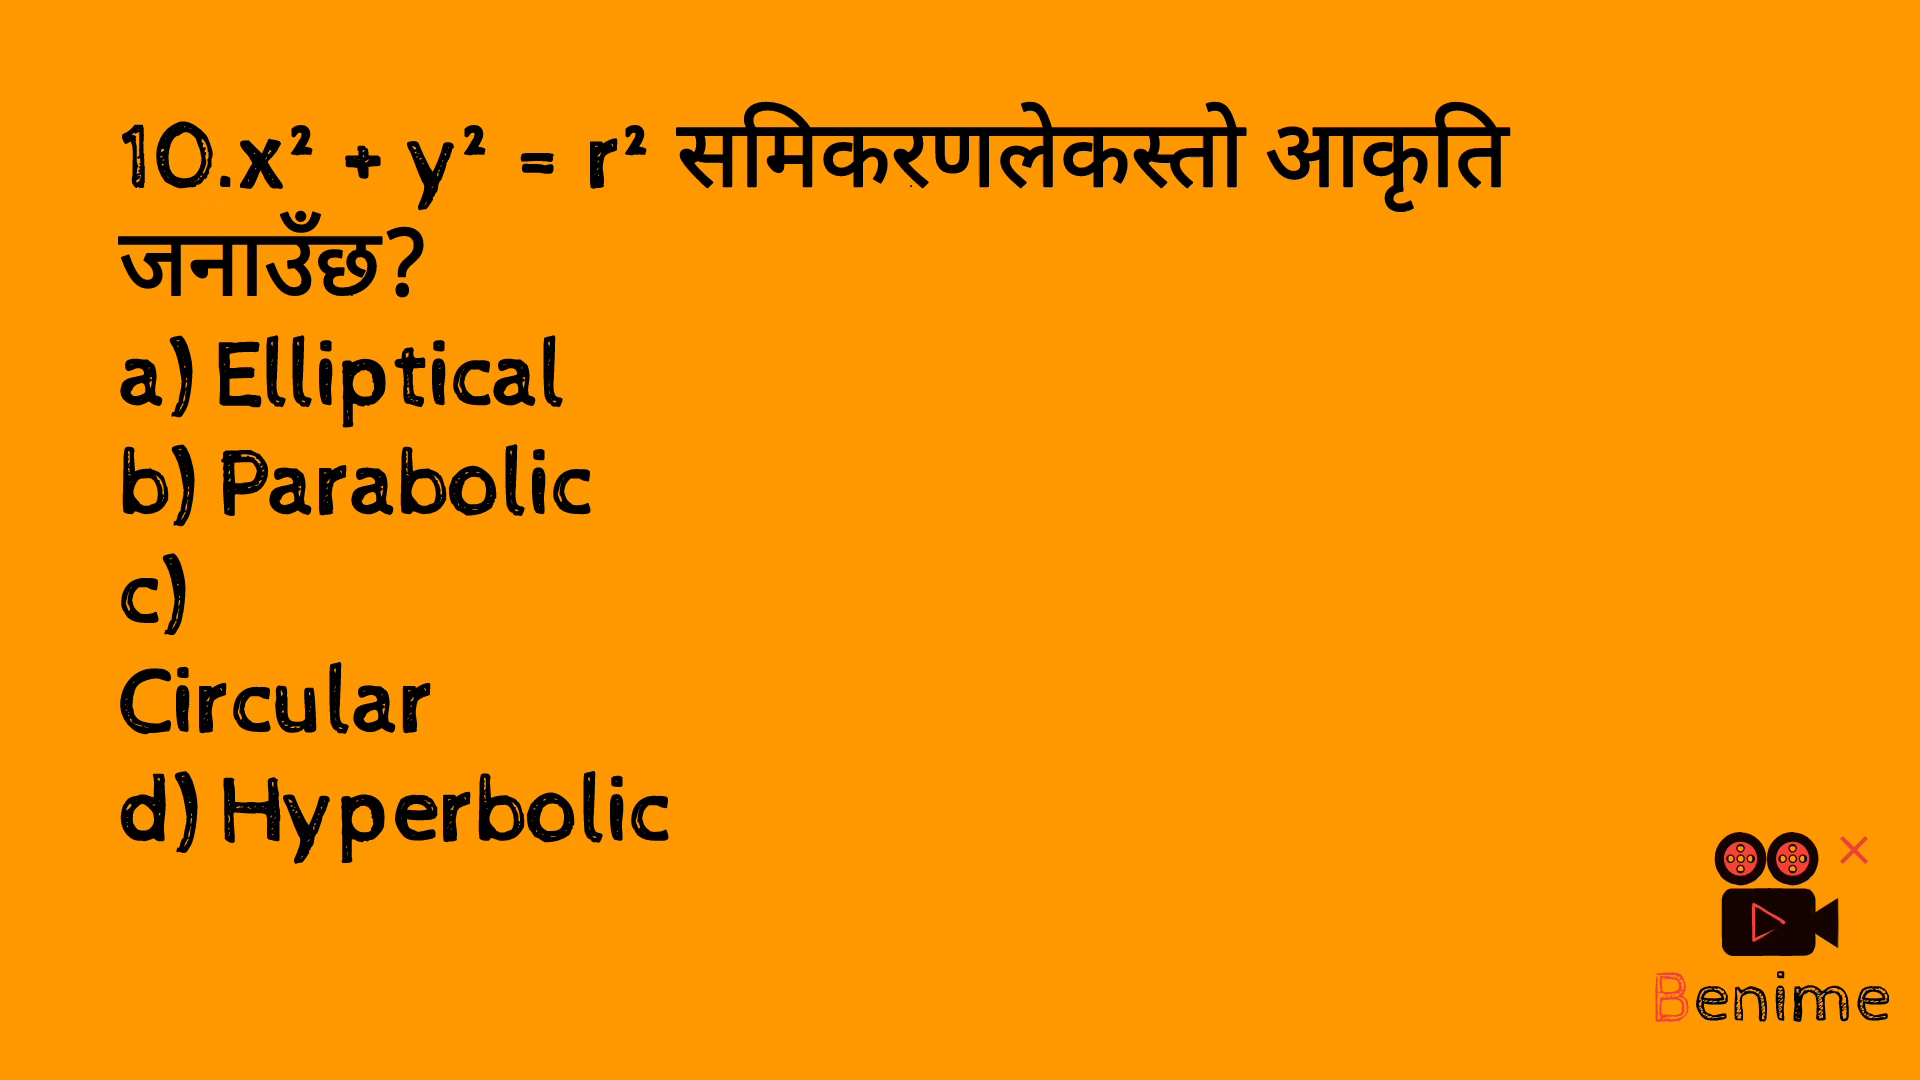 10.x² + y² = r² समिकरणलेकस्तो आकृति
जनाउँछ?
a) Elliptical
b) Parabolic
c)
Circular
d) Hyperbolic
Benime